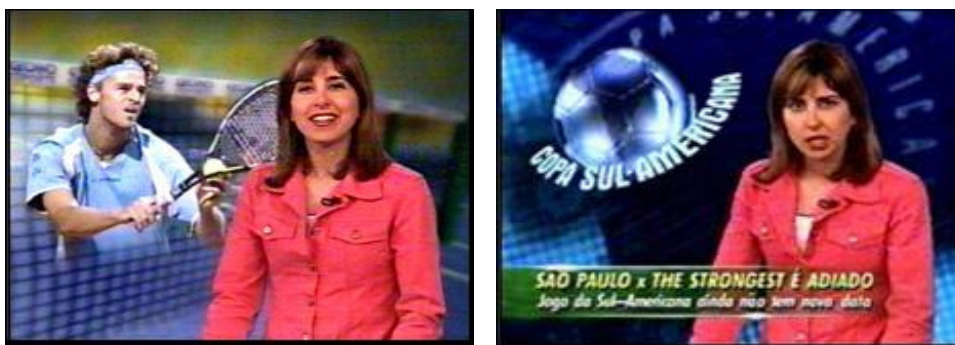 COPA SUL-AMERICANA
SÃO PAULO x THE STRONGEST É ADIADO
Jogo da Sul-Americana ainda não tem nova data